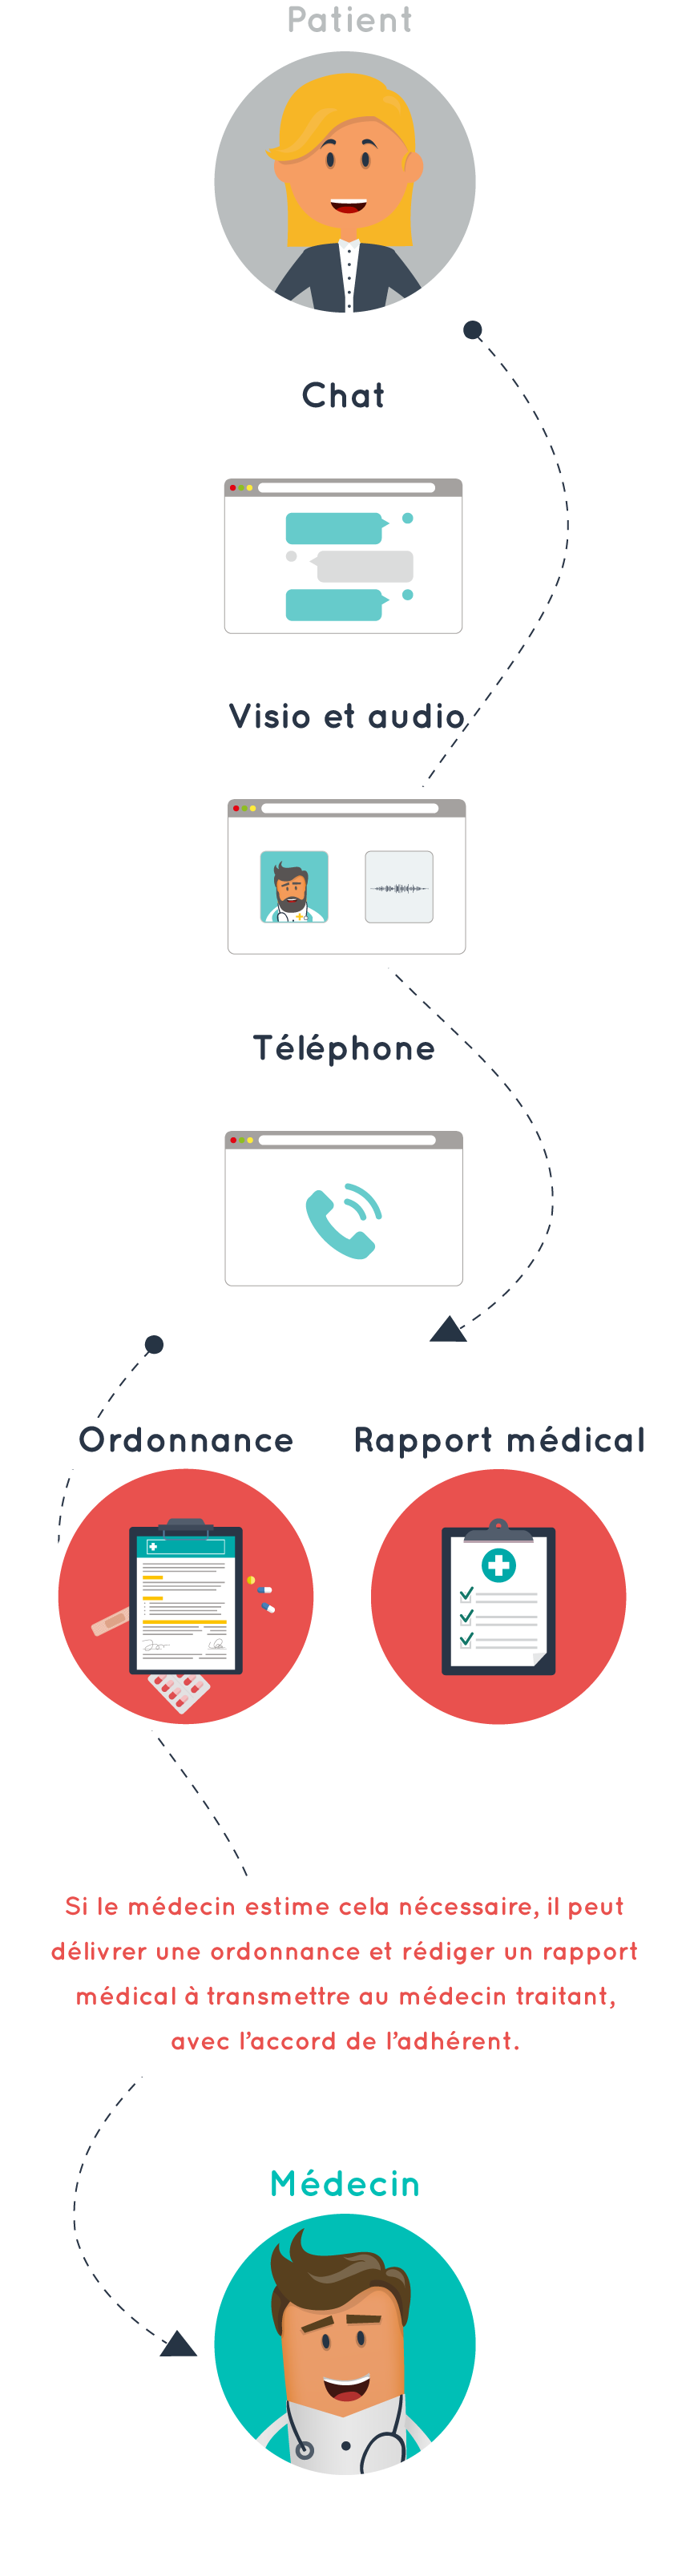 Patient
Chat
Visio et audio
Téléphone
Ordonnance
Rapport médical
Si le médecin estime cela nécessaire, il peut
délivrer une ordonnance et rédiger un rapport
médical à transmettre au médecin traitant,
avec l’accord de l’adhérent.
Médecin